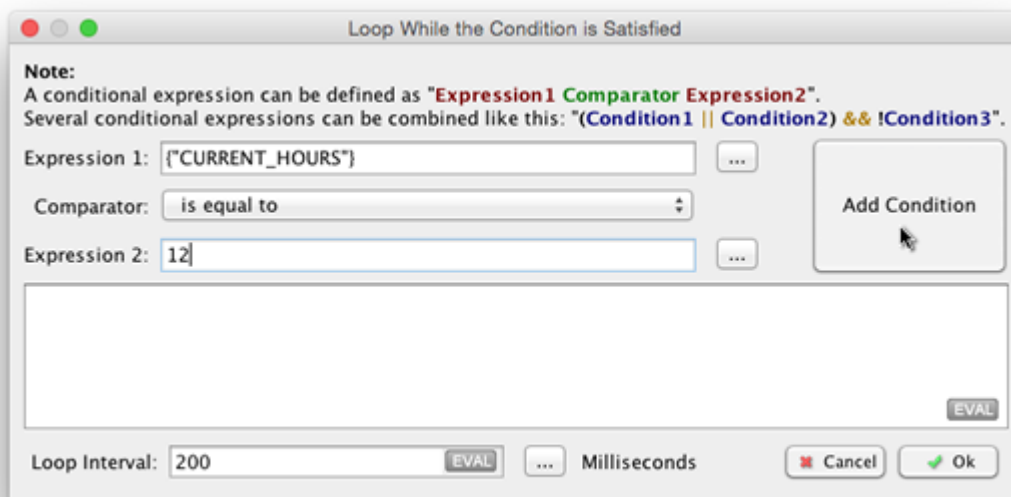 Loop While the Condition is Satisfied
Note:
A conditional expression can be defined as "Expression1 Comparator Expression2".
Several conditional expressions can be combined like this: "(Condition1 || Condition2) && !Condition3".
Expression 1: {"CURRENT_HOURS"} ...
Comparator: is equal to
Add Condition
Expression 2: 12 ...
EVAL
Loop Interval: 200 EVAL ... Milliseconds Cancel Ok